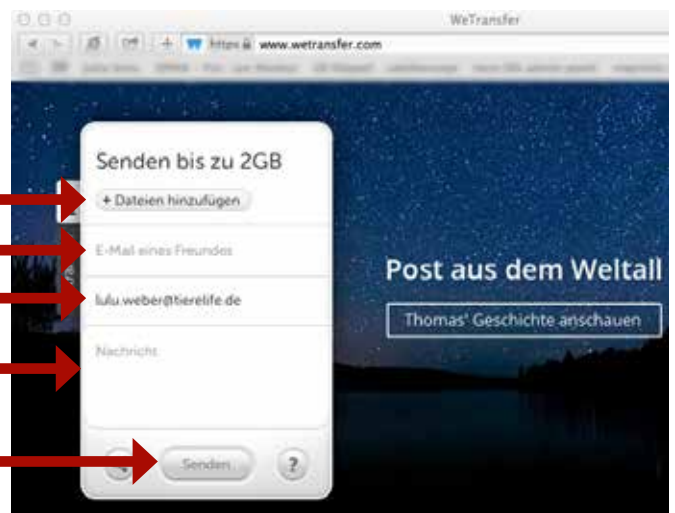 WeTransfer
https www.wetransfer.com
Senden bis zu 2GB
+ Dateien hinzufügen
E-Mail eines Freundes
lulu.weber@tierelife.de
Nachricht
Senden
?
Post aus dem Weltall
Thomas' Geschichte anschauen